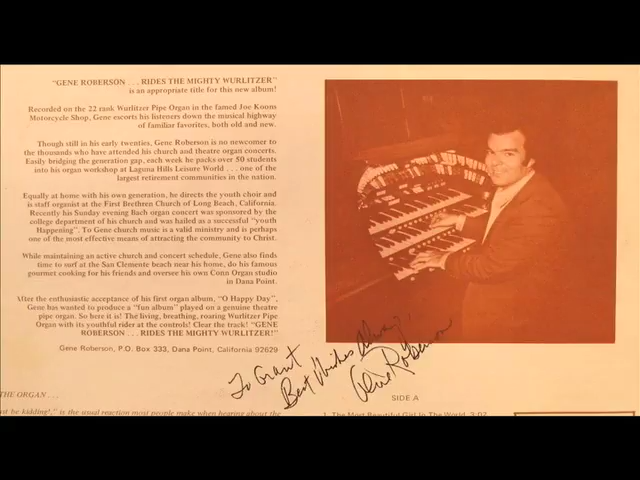 "GENE ROBERSON . . . RIDES THE MIGHTY WURLITZER"
is an appropriate title for this new album!
Recorded on the 22 rank Wurlitzer Pipe Organ in the famed Joe Koons
Motorcycle Shop, Gene escorts his listeners down the musical highway
of familiar favorites, both old and new.
Though still in his early twenties, Gene Roberson is no newcomer to
the thousands who have attended his church and theatre organ concerts.
Easily bridging the generation gap, each week he packs over 50 students
into his organ workshop at Laguna Hills Leisure World . . . one of the
largest retirement communities in the nation.
Equally at home with his own generation, he directs the youth choir and
is staff organist at the First Brethren Church of Long Beach, California.
Recently his Sunday evening Bach organ concert was sponsored by the
college department of his church and was hailed as a successful "youth
Happening". To Gene church music is a valid ministry and is perhaps
one of the most effective means of attracting the community to Christ.
While maintaining an active church and concert schedule, Gene also finds
time to surf at the San Clemente beach near his home, do his famous
gourmet cooking for his friends and oversee his own Conn Organ studio
in Dana Point.
After the enthusiastic acceptance of his first organ album, "O Happy Day",
Gene has wanted to produce a "fun album" played on a genuine theatre
pipe organ. So here it is! The living, breathing, roaring Wurlitzer Pipe
Organ with its youthful rider at the controls! Clear the track! "GENE
ROBERSON . . . RIDES THE MIGHTY WURLITZER!"
Gene Roberson, P.O. Box 333, Dana Point, California 92629
To Grant
Best Wishes Always,
Gene Roberson
THE ORGAN . . .
be kidding'," is the usual reaction most people make when hearing about the
SIDE A
1. The Most Beautiful Girl In The World 3:02